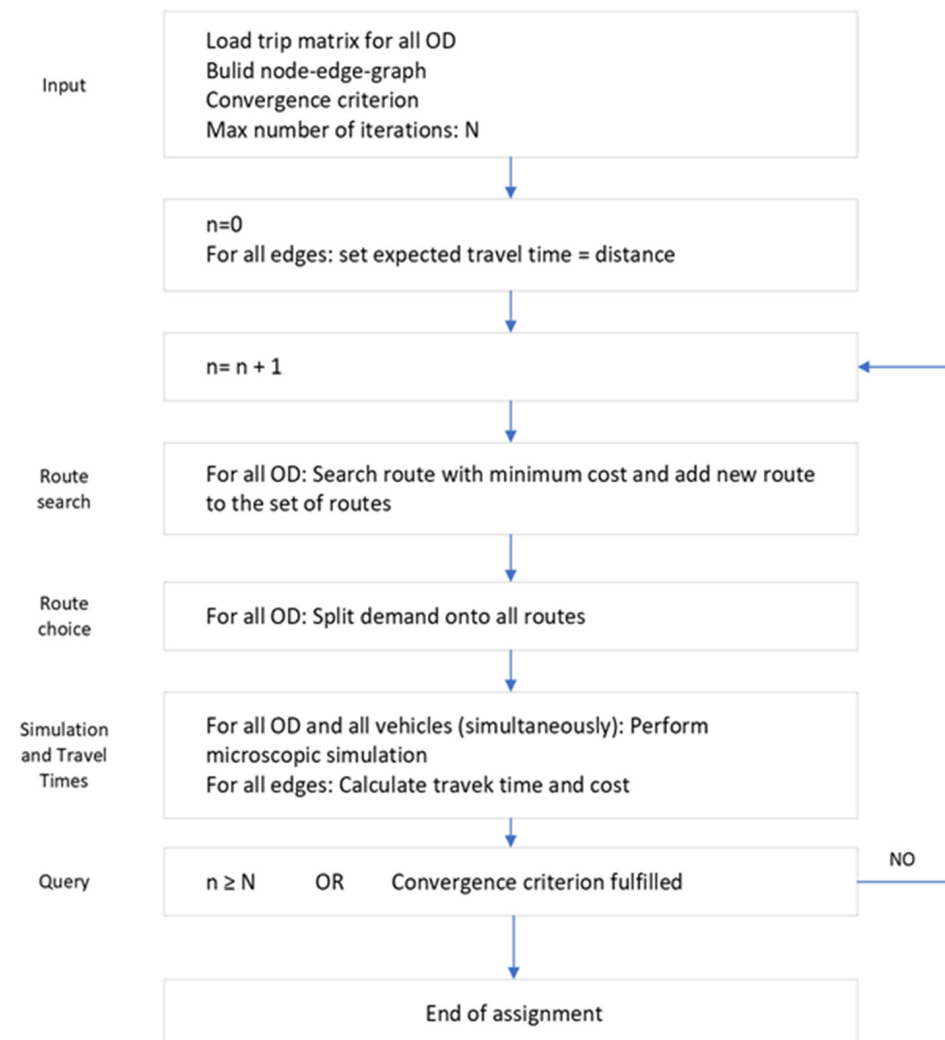 Input
Load trip matrix for all OD
Bulid node-edge-graph
Convergence criterion
Max number of iterations: N
n=0
For all edges: set expected travel time = distance
n= n + 1
Route
search
For all OD: Search route with minimum cost and add new route
to the set of routes
Route
choice
For all OD: Split demand onto all routes
Simulation
and Travel
Times
For all OD and all vehicles (simultaneously): Perform
microscopic simulation
For all edges: Calculate travek time and cost
Query
n ≥ N OR Convergence criterion fulfilled
NO
End of assignment